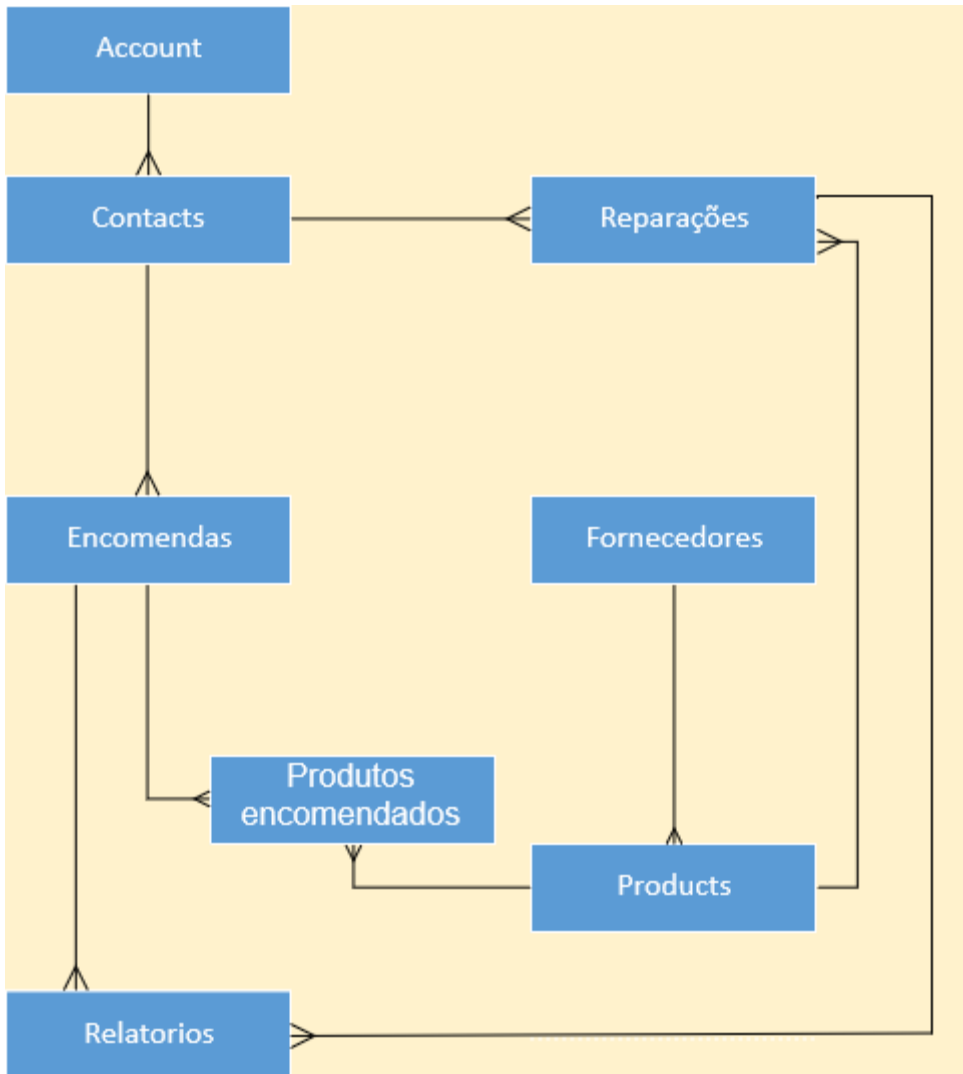 Account
Contacts
Reparações
Encomendas
Fornecedores
Produtos
encomendados
Products
Relatorios